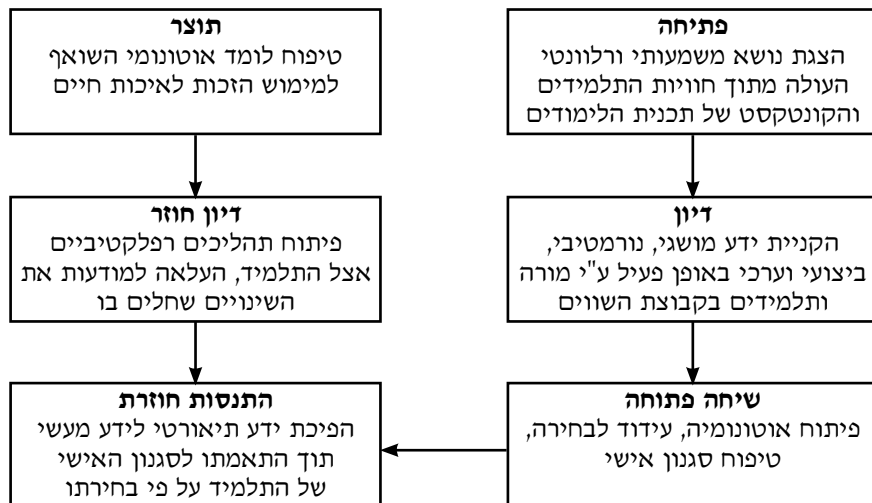 פתיחה
הצגת נושא משמעותי ורלוונטי
העולה מתוך חוויות התלמידים
והקונטקסט של תכנית הלימודים
דיון
הקניית ידע מושגי, נורמטיבי,
ביצועי וערכי באופן פעיל ע"י מורה
ותלמידים בקבוצת השווים
שיחה פתוחה
פיתוח אוטונומיה, עידוד לבחירה,
טיפוח סגנון אישי
תוצר
טיפוח לומד אוטונומי השואף
למימוש הזכות לאיכות חיים
דיון חוזר
פיתוח תהליכים רפלקטיביים
אצל התלמיד, העלאה למודעות את
השינויים שחלים בו
התנסות חוזרת
הפיכת ידע תיאורטי לידע מעשי
תוך התאמתו לסגנון האישי
של התלמיד על פי בחירתו